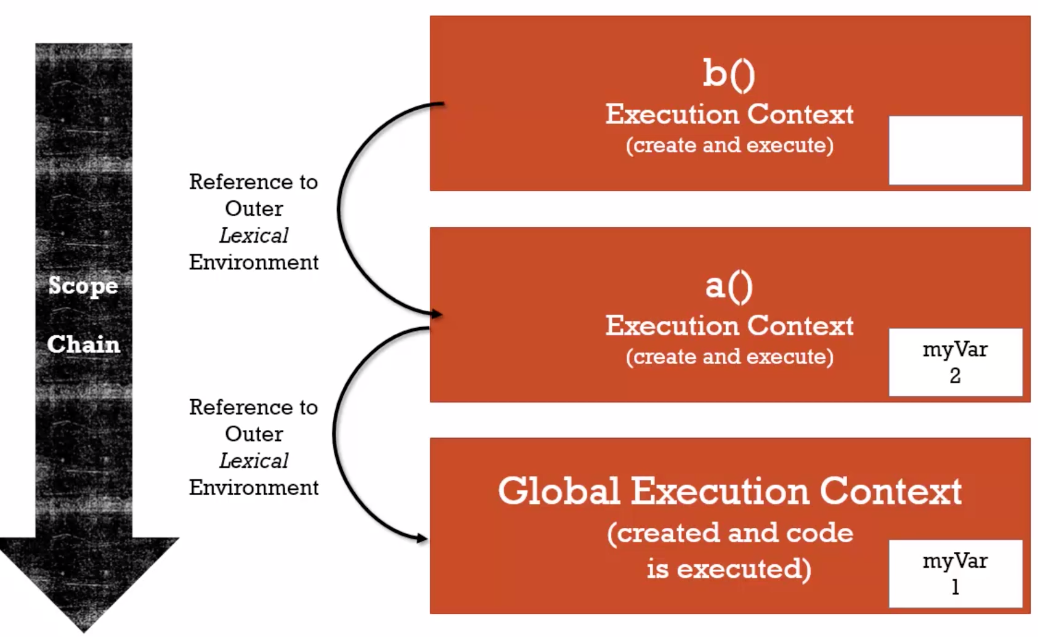 Scope
Chain
Reference to
Outer
Lexical
Environment
Reference to
Outer
Lexical
Environment
b()
Execution Context
(create and execute)
a()
Execution Context
(create and execute)
myVar
2
Global Execution Context
(created and code
is executed)
myVar
1